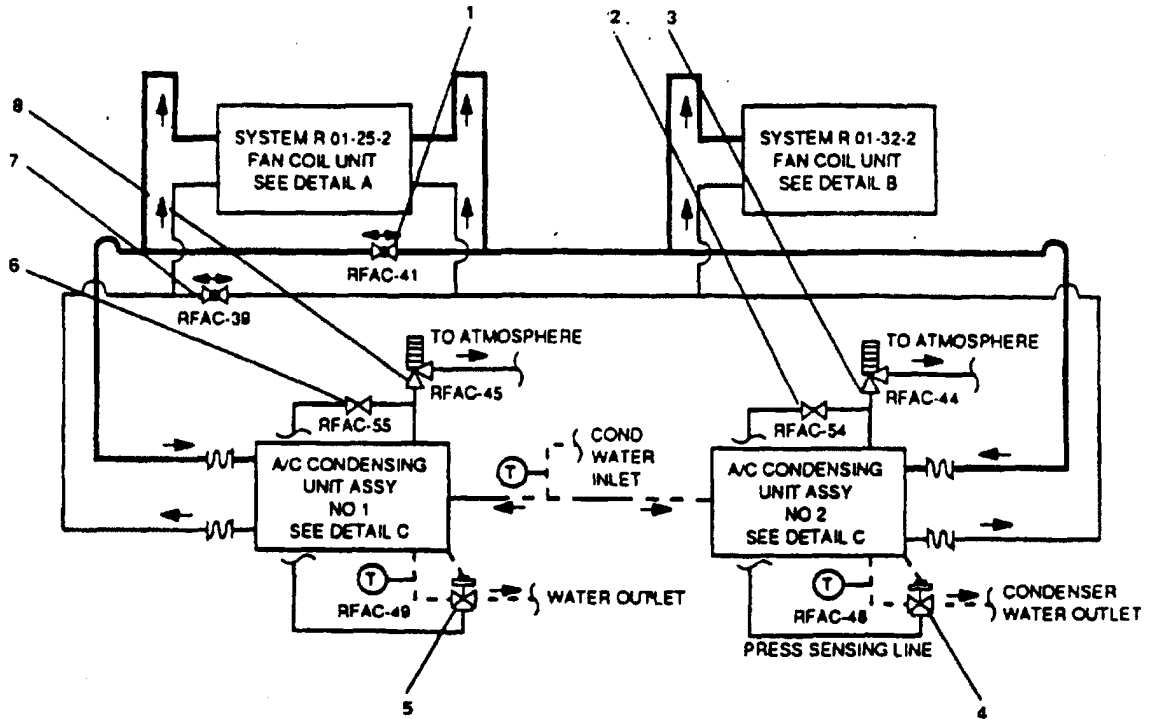 1
2
3
8
7
6
SYSTEM R 01-25-2
FAN COIL UNIT
SEE DETAIL A
SYSTEM R 01-32-2
FAN COIL UNIT
SEE DETAIL B
RFAC-41
RFAC-39
TO ATMOSPHERE
RFAC-45
RFAC-55
TO ATMOSPHERE
RFAC-44
RFAC-54
A/C CONDENSING
UNIT ASSY
NO 1
SEE DETAIL C
T
COND
WATER
INLET
A/C CONDENSING
UNIT ASSY
NO 2
SEE DETAIL C
T
RFAC-49
WATER OUTLET
T
RFAC-48
CONDENSER
WATER OUTLET
PRESS SENSING LINE
5
4